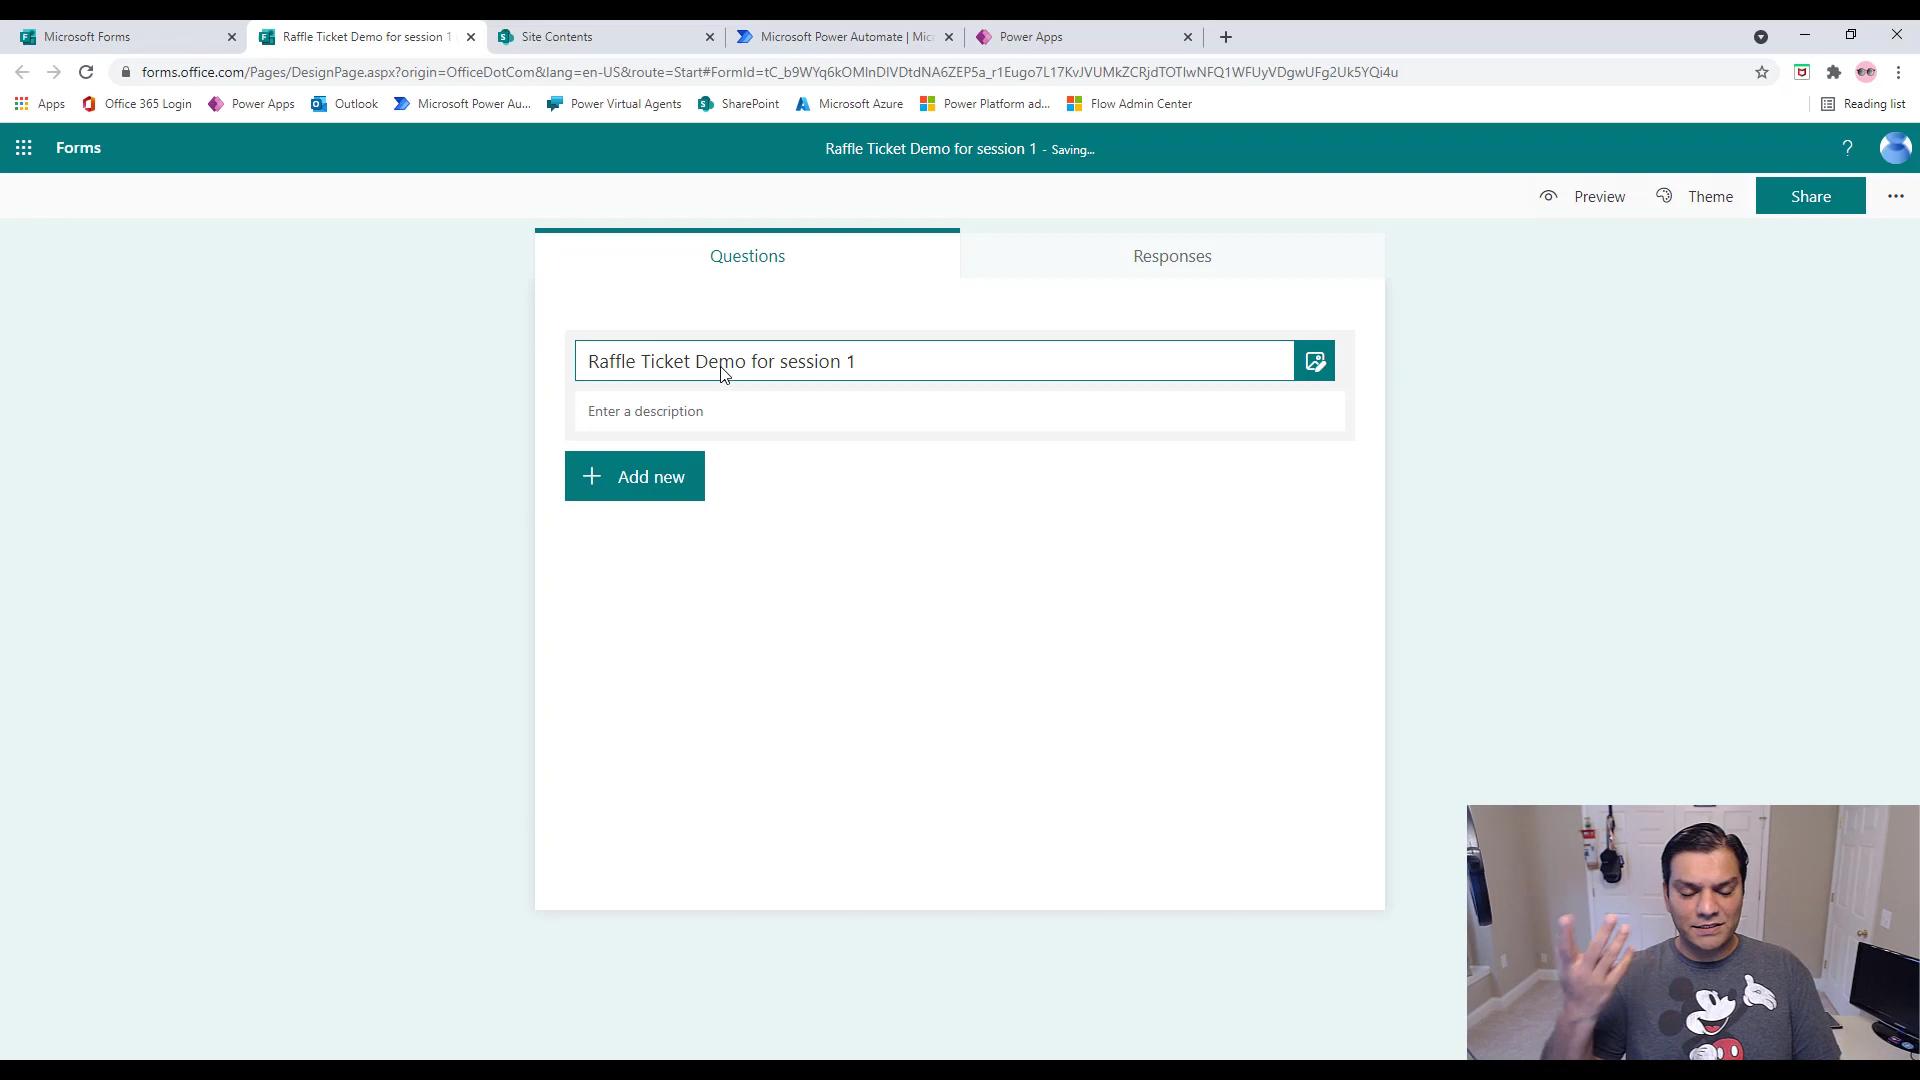 Microsoft Forms
Raffle Ticket Demo for session 1
Site Contents
Microsoft Power Automate | Micr
Power Apps
forms.office.com/Pages/DesignPage.aspx?origin=OfficeDotCom&lang=en-US&route=Start#FormId=tC_b9WYq6kOMInDIVDtdNA6ZEP5a_r1Eugo7L17KvJVUMkZCRjdTOTIwNFQ1WFUyVDgwUFg2Uk5YQi4u
Apps
Office 365 Login
Power Apps
Outlook
Microsoft Power Au...
Power Virtual Agents
SharePoint
Microsoft Azure
Power Platform ad...
Flow Admin Center
Reading list
Forms
Raffle Ticket Demo for session 1 - Saving...
?
Preview
Theme
Share
Questions
Responses
Raffle Ticket Demo for session 1
Enter a description
Add new